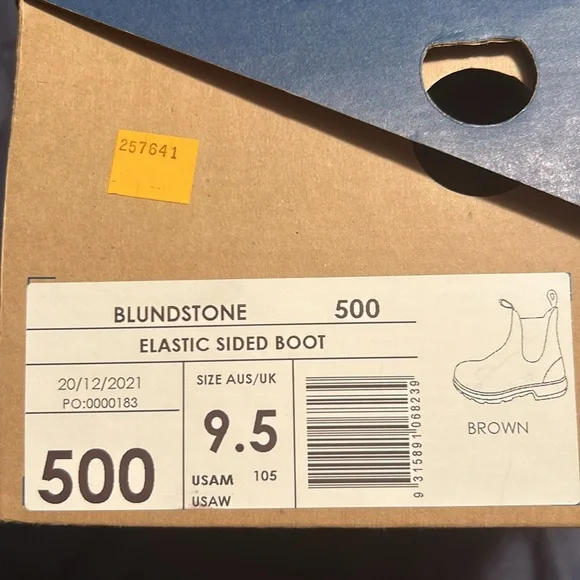 257641
BLUNDSTONE 500
ELASTIC SIDED BOOT
20/12/2021
PO:0000183
500
SIZE AUS/UK
9.5
USAM 105
USAW
9 315891 068239
BROWN